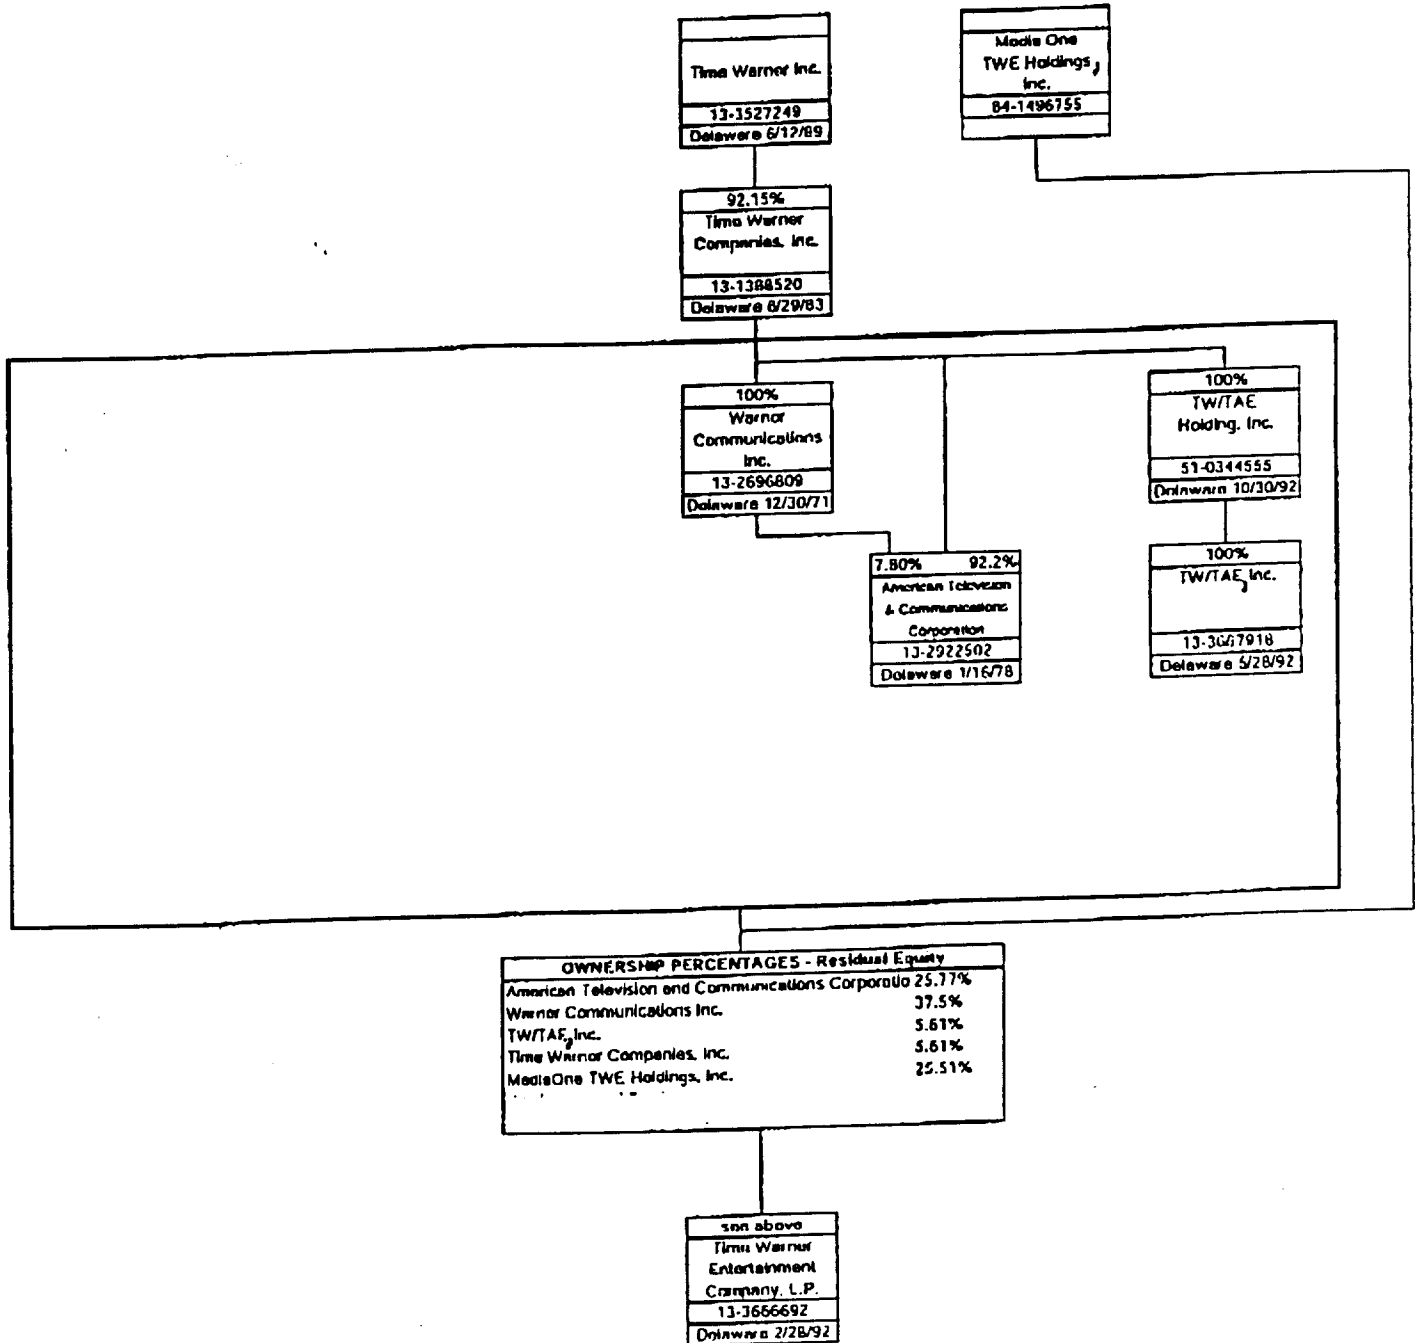 Time Warner Inc.
13-3527249
Delaware 6/12/89
Media One
TWE Holdings,
Inc.
84-1496755
92.15%
Time Warner
Companies, Inc.
13-1388520
Delaware 6/29/83
100%
Warner
Communications
Inc.
13-2696809
Delaware 12/30/71
100%
TW/TAE
Holding, Inc.
51-0344555
Delaware 10/30/92
7.80% 92.2%
American Television
& Communications
Corporation
13-2922502
Delaware 1/16/78
100%
TW/TAE, Inc.
13-3687918
Delaware 5/28/92
OWNERSHIP PERCENTAGES - Residual Equity
American Television and Communications Corporatio 25.77%
Warner Communications Inc. 37.5%
TW/TAE, Inc. 5.61%
Time Warner Companies, Inc. 5.61%
MediaOne TWE Holdings, Inc. 25.51%
see above
Time Warner
Entertainment
Company, L.P.
13-3666692
Delaware 2/28/92